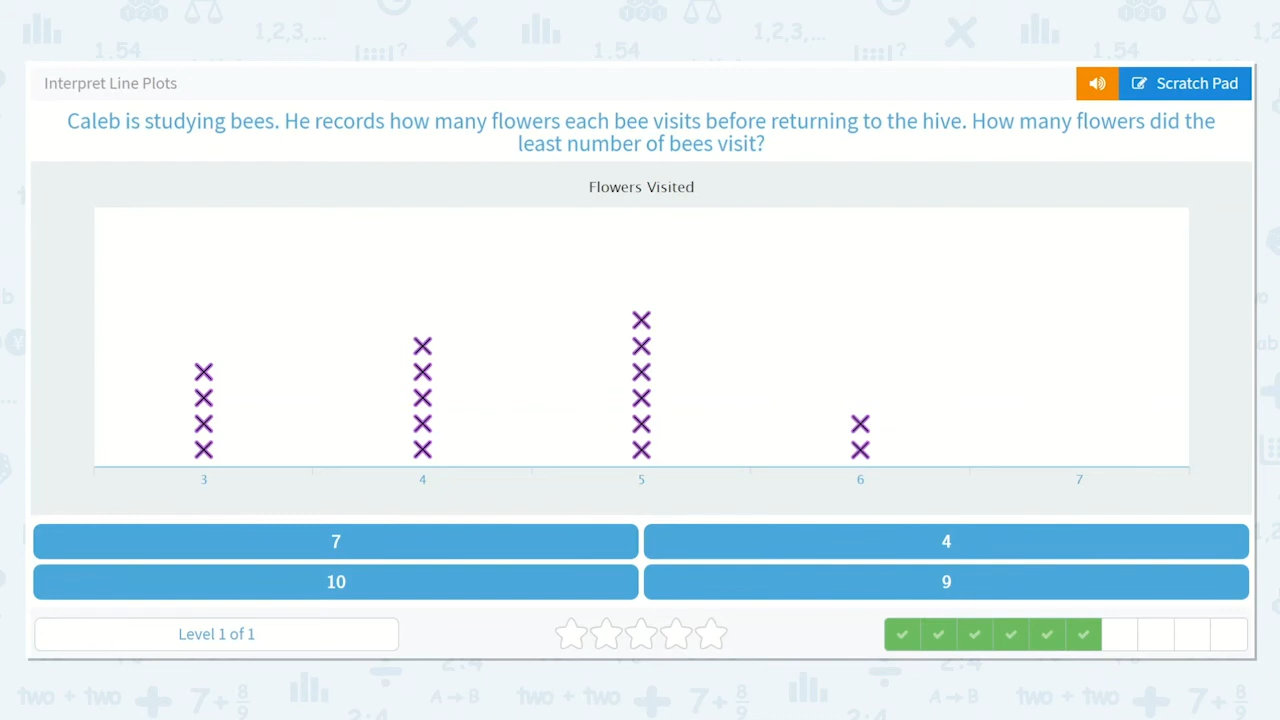 Interpret Line Plots
Scratch Pad
Caleb is studying bees. He records how many flowers each bee visits before returning to the hive. How many flowers did the
least number of bees visit?
Flowers Visited
3 4 5 6 7
7
4
10
9
Level 1 of 1